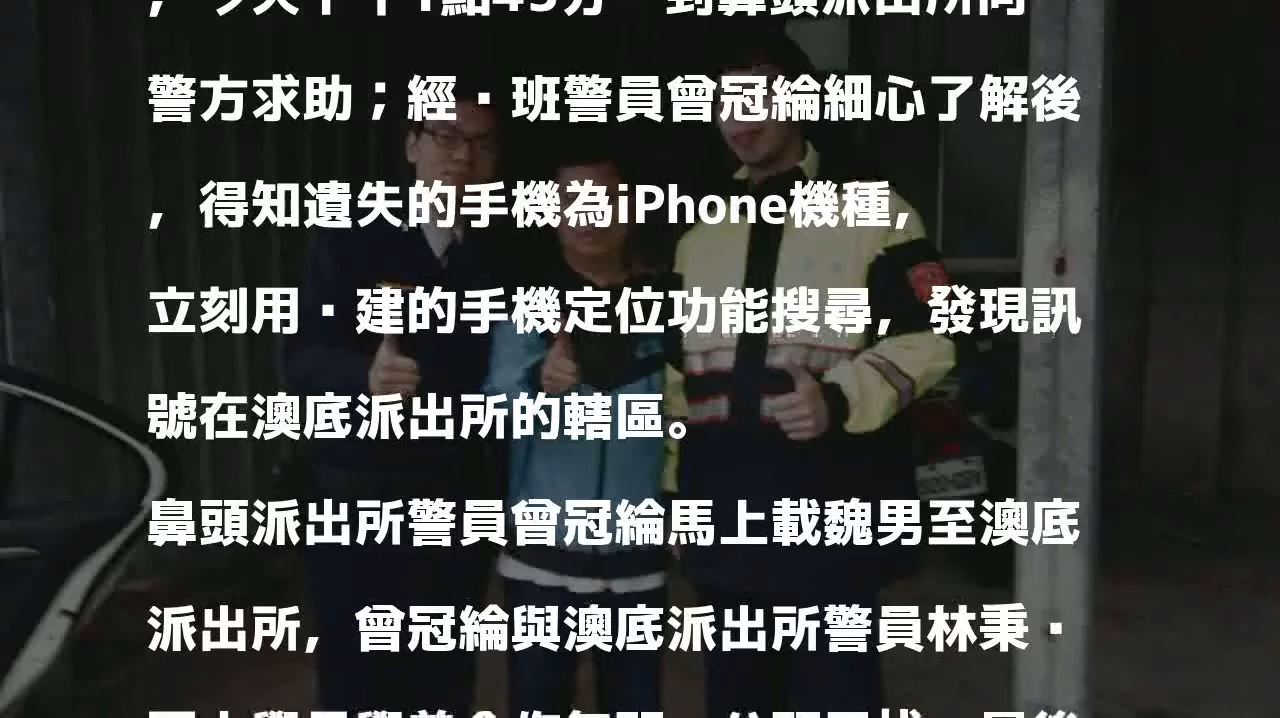 警方求助；經▪班警員曾冠綸細心了解後
，得知遺失的手機為iPhone機種，
立刻用▪建的手機定位功能搜尋，發現訊
號在澳底派出所的轄區。
鼻頭派出所警員曾冠綸馬上載魏男至澳底
派出所，曾冠綸與澳底派出所警員林秉▪